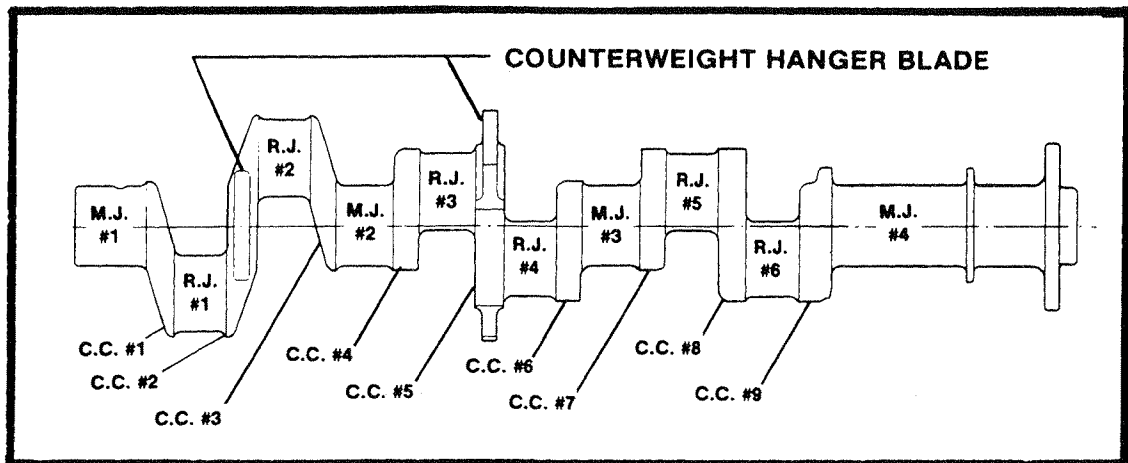 COUNTERWEIGHT HANGER BLADE
R.J.
#2
R.J.
#3
R.J.
#5
M.J.
#1
M.J.
#2
M.J.
#3
M.J.
#4
R.J.
#1
R.J.
#4
R.J.
#6
C.C. #1
C.C. #2
C.C. #3
C.C. #4
C.C. #5
C.C. #6
C.C. #7
C.C. #8
C.C. #9